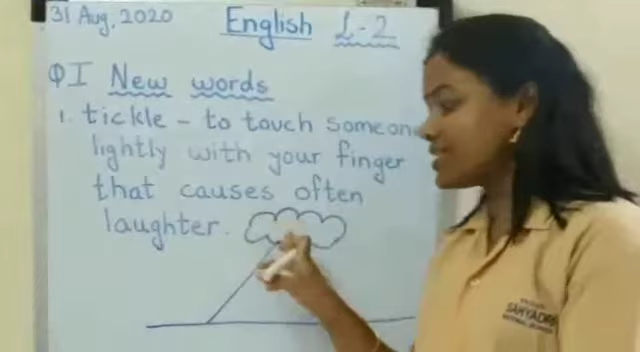 31 Aug, 2020
English L-2
Q I New words
1. tickle - to touch someon
lightly with your finger
that causes often
laughter.
SAHYADRI